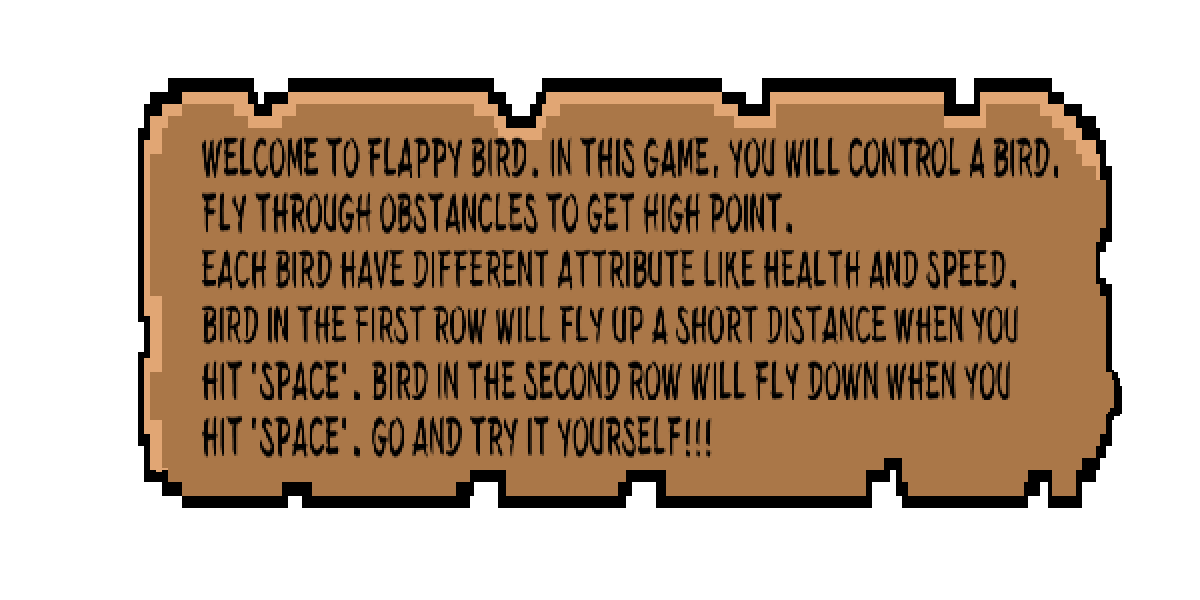 WELCOME TO FLAPPY BIRD. IN THIS GAME, YOU WILL CONTROL A BIRD.
FLY THROUGH OBSTANCLES TO GET HIGH POINT.
EACH BIRD HAVE DIFFERENT ATTRIBUTE LIKE HEALTH AND SPEED.
BIRD IN THE FIRST ROW WILL FLY UP A SHORT DISTANCE WHEN YOU
HIT 'SPACE'. BIRD IN THE SECOND ROW WILL FLY DOWN WHEN YOU
HIT 'SPACE'. GO AND TRY IT YOURSELF!!!